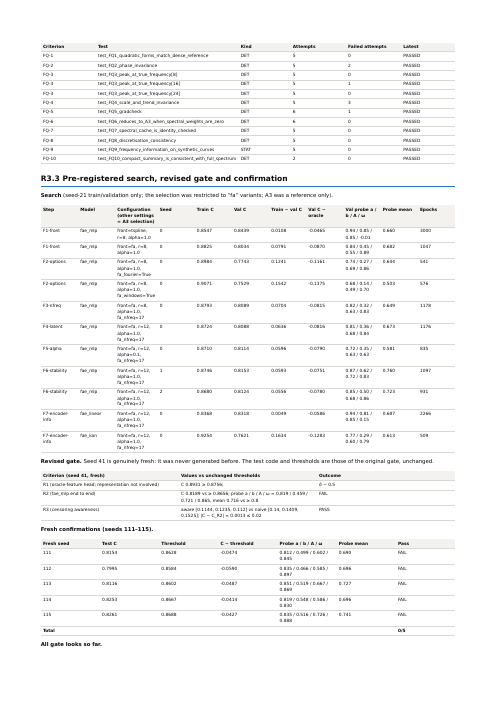 Criterion Test Kind Attempts Failed attempts Latest
FQ-1 test_FQ1_quadratic_forms_match_dense_reference DET 5 0 PASSED
FQ-2 test_FQ2_phase_invariance DET 5 2 PASSED
FQ-3 test_FQ3_peak_at_true_frequency[8] DET 5 0 PASSED
FQ-3 test_FQ3_peak_at_true_frequency[16] DET 5 1 PASSED
FQ-3 test_FQ3_peak_at_true_frequency[24] DET 5 0 PASSED
FQ-4 test_FQ4_scale_and_trend_invariance DET 5 3 PASSED
FQ-5 test_FQ5_gradcheck DET 6 1 PASSED
FQ-6 test_FQ6_reduces_to_A3_when_spectral_weights_are_zero DET 6 0 PASSED
FQ-7 test_FQ7_spectral_cache_is_identity_checked DET 5 0 PASSED
FQ-8 test_FQ8_discretisation_consistency DET 5 0 PASSED
FQ-9 test_FQ9_frequency_information_on_synthetic_curves STAT 5 0 PASSED
FQ-10 test_FQ10_compact_summary_is_consistent_with_full_spectrum DET 2 0 PASSED
R3.3 Pre-registered search, revised gate and confirmation
Search (seed-21 train/validation only; the selection was restricted to "fa" variants; A3 was a reference only).
Step Model Configuration Seed Train C Val C Train − val C Val C − Val probe a / Probe mean Epochs
(other settings oracle b / A / ω
= A3 selection)
F1-front fae_mlp front=spline, 0 0.8547 0.8439 0.0108 -0.0465 0.94 / 0.85 / 0.660 3000
r=8, alpha=1.0 0.85 / -0.01
F1-front fae_mlp front=fa, r=8, 0 0.8825 0.8034 0.0791 -0.0870 0.84 / 0.45 / 0.682 1047
alpha=1.0 0.55 / 0.89
F2-options fae_mlp front=fa, r=8, 0 0.8984 0.7743 0.1241 -0.1161 0.74 / 0.27 / 0.634 541
alpha=1.0, 0.69 / 0.86
fa_fourier=True
F2-options fae_mlp front=fa, r=8, 0 0.9071 0.7529 0.1542 -0.1375 0.68 / 0.14 / 0.503 576
alpha=1.0, 0.49 / 0.70
fa_windows=True
F3-nfreq fae_mlp front=fa, r=8, 0 0.8793 0.8089 0.0704 -0.0815 0.82 / 0.32 / 0.649 1178
alpha=1.0, 0.63 / 0.83
fa_nfreq=17
F4-latent fae_mlp front=fa, r=12, 0 0.8724 0.8088 0.0636 -0.0816 0.81 / 0.36 / 0.673 1176
alpha=1.0, 0.68 / 0.84
fa_nfreq=17
F5-alpha fae_mlp front=fa, r=12, 0 0.8710 0.8114 0.0596 -0.0790 0.72 / 0.35 / 0.581 835
alpha=0.1, 0.63 / 0.63
fa_nfreq=17
F6-stability fae_mlp front=fa, r=12, 1 0.8746 0.8153 0.0593 -0.0751 0.87 / 0.62 / 0.760 1097
alpha=1.0, 0.72 / 0.83
fa_nfreq=17
F6-stability fae_mlp front=fa, r=12, 2 0.8680 0.8124 0.0556 -0.0780 0.85 / 0.50 / 0.723 931
alpha=1.0, 0.68 / 0.86
fa_nfreq=17
F7-encoder- fae_linear front=fa, r=12, 0 0.8368 0.8318 0.0049 -0.0586 0.94 / 0.81 / 0.687 2266
info alpha=1.0, 0.85 / 0.15
fa_nfreq=17
F7-encoder- fae_kan front=fa, r=12, 0 0.9254 0.7621 0.1634 -0.1283 0.77 / 0.29 / 0.613 509
info alpha=1.0, 0.60 / 0.79
fa_nfreq=17
Revised gate. Seed 41 is genuinely fresh: it was never generated before. The test code and thresholds are those of the original gate, unchanged.
Criterion (seed 41, fresh) Values vs unchanged thresholds Outcome
R1 (oracle-feature head; representation not involved) C 0.8931 ≥ 0.8756;
R2 (fae_mlp end to end) C 0.8189 vs ≥ 0.8656; probe a / b / A / ω = 0.819 / 0.459 / FAIL
0.721 / 0.865, mean 0.716 vs ≥ 0.8
R3 (censoring awareness) aware [0.1144, 0.1235, 0.112] vs naive [0.14, 0.1409, PASS
0.1525]; |C − C_RP| = 0.0013 ≤ 0.02
Fresh confirmations (seeds 111–115).
Fresh seed Test C Threshold C − threshold Probe a / b / A / ω Probe mean Pass
111 0.8154 0.8628 -0.0474 0.812 / 0.499 / 0.602 / 0.690 FAIL
0.845
112 0.7995 0.8584 -0.0590 0.835 / 0.466 / 0.585 / 0.696 FAIL
0.897
113 0.8116 0.8602 -0.0487 0.851 / 0.519 / 0.667 / 0.727 FAIL
0.869
114 0.8253 0.8667 -0.0414 0.819 / 0.548 / 0.586 / 0.696 FAIL
0.830
115 0.8261 0.8688 -0.0427 0.835 / 0.516 / 0.726 / 0.741 FAIL
0.888
Total 0/5
All gate looks so far.